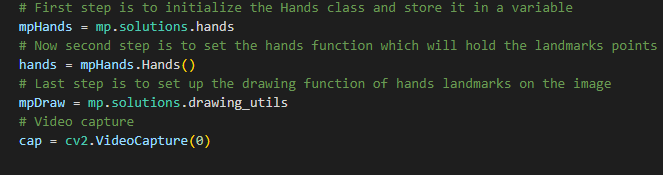 # First step is to initialize the Hands class and store it in a variable
mpHands = mp.solutions.hands
# Now second step is to set the hands function which will hold the landmarks points
hands = mpHands.Hands()
# Last step is to set up the drawing function of hands landmarks on the image
mpDraw = mp.solutions.drawing_utils
# Video capture
cap = cv2.VideoCapture(0)